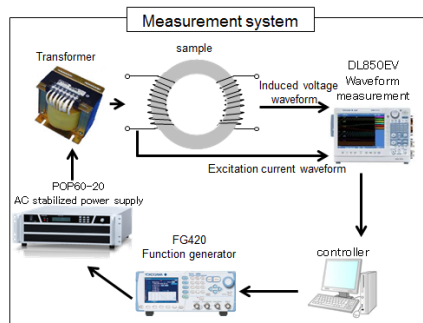 Measurement system
Transformer
sample
DL850EV
Waveform
measurement
Induced voltage
waveform
Excitation current waveform
POP60-20
AC stabilized power supply
FG420
Function generator
controller